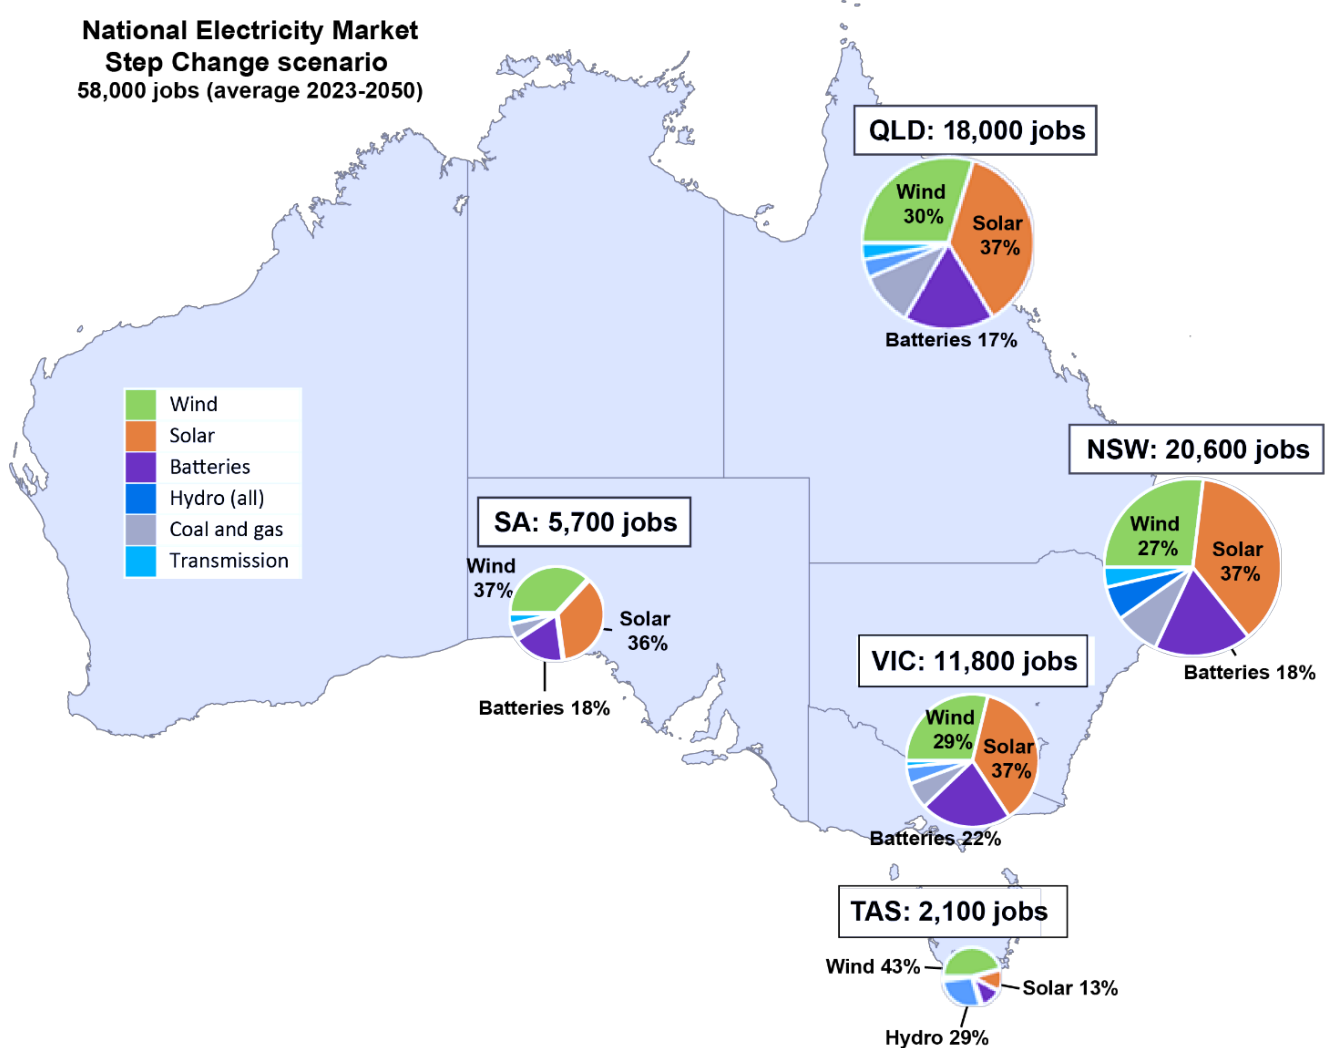 National Electricity Market
Step Change scenario
58,000 jobs (average 2023-2050)
QLD: 18,000 jobs
Wind
30%
Solar
37%
Batteries 17%
Wind
Solar
Batteries
Hydro (all)
Coal and gas
Transmission
NSW: 20,600 jobs
Wind
27%
Solar
37%
Batteries 18%
SA: 5,700 jobs
Wind
37%
Solar
36%
Batteries 18%
VIC: 11,800 jobs
Wind
29%
Solar
37%
Batteries 22%
TAS: 2,100 jobs
Wind 43%
Solar 13%
Hydro 29%